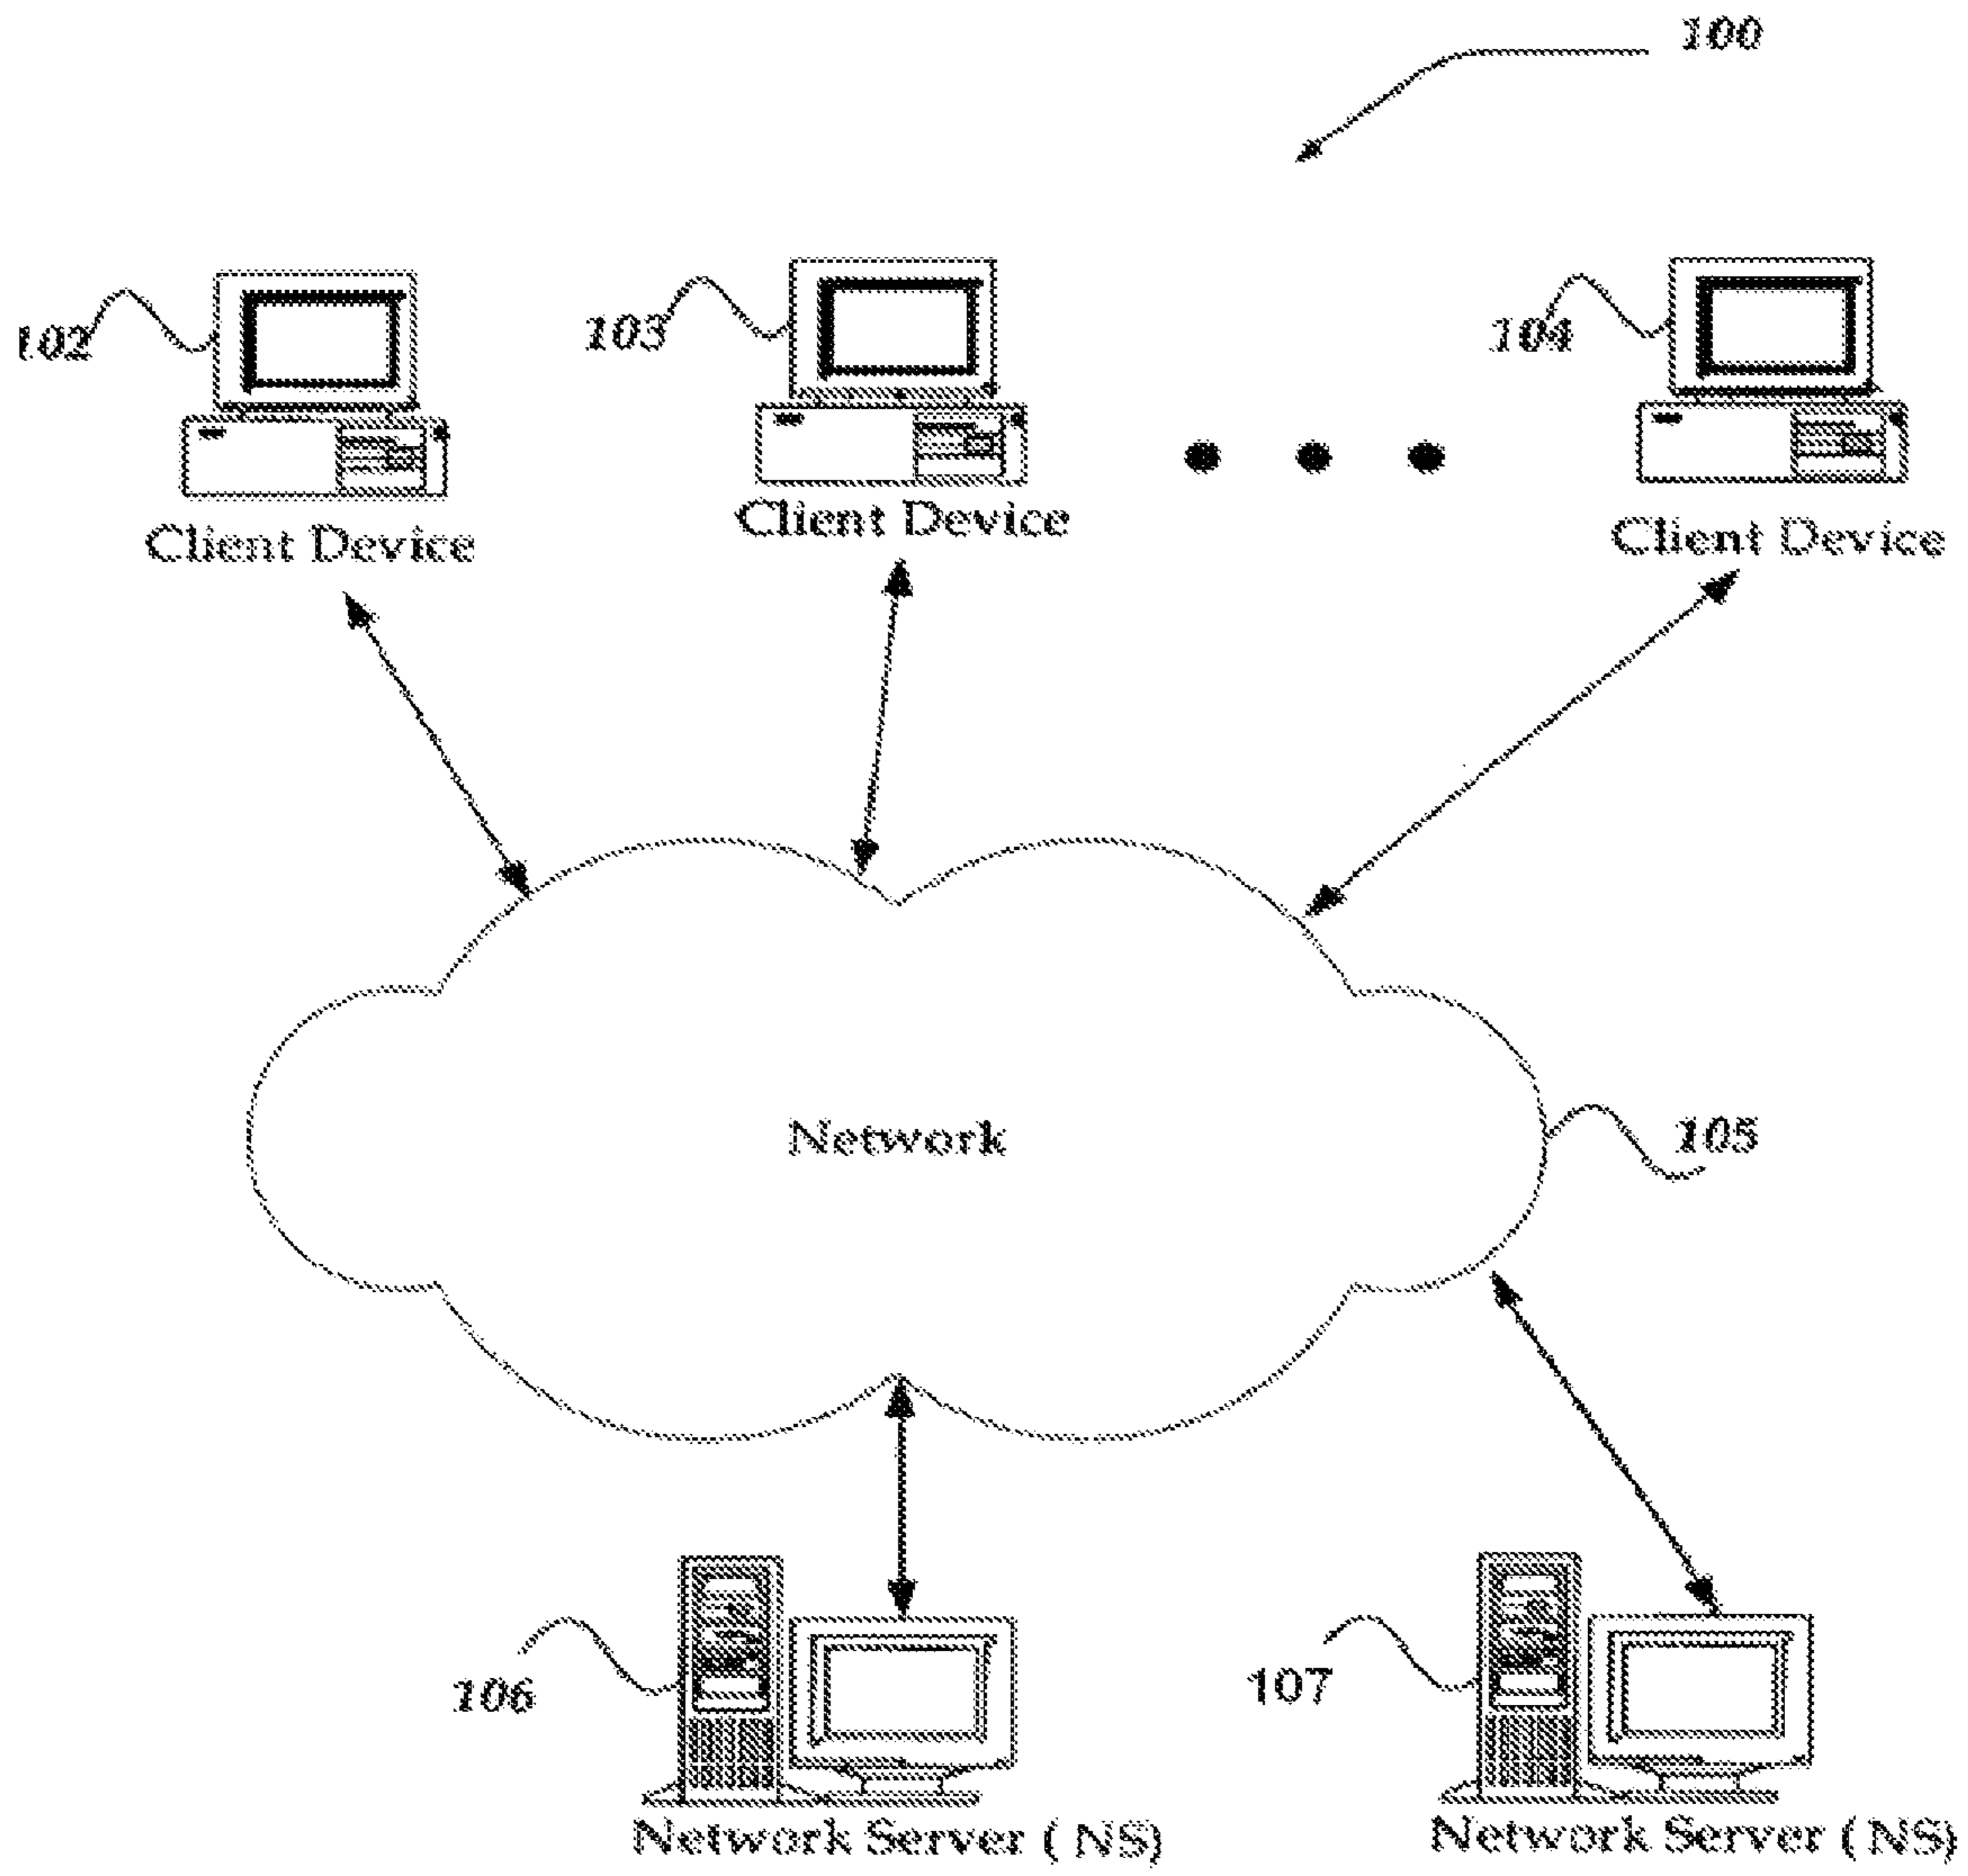 100
102
103
104
Client Device
Client Device
Client Device
Network
105
106
107
Network Server ( NS)
Network Server ( NS)